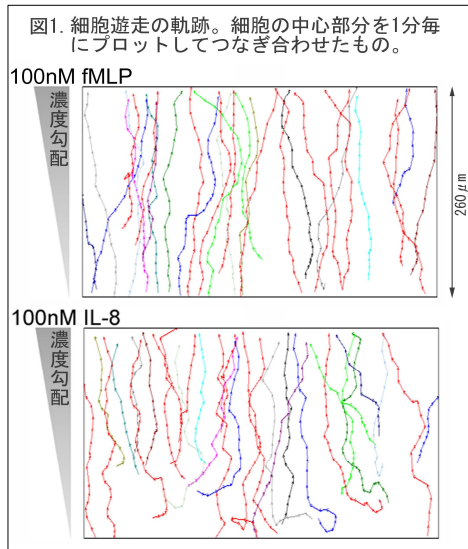 図1. 細胞遊走の軌跡。細胞の中心部分を1分毎
にプロットしてつなぎ合わせたもの。
100nM fMLP
濃度勾配
260μm
100nM IL-8
濃度勾配